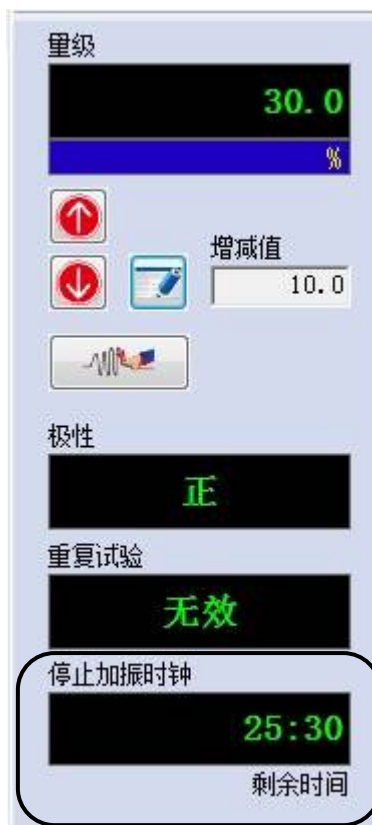 量级
30.0
%
增减值
10.0
极性
正
重复试验
无效
停止加振时钟
25:30
剩余时间